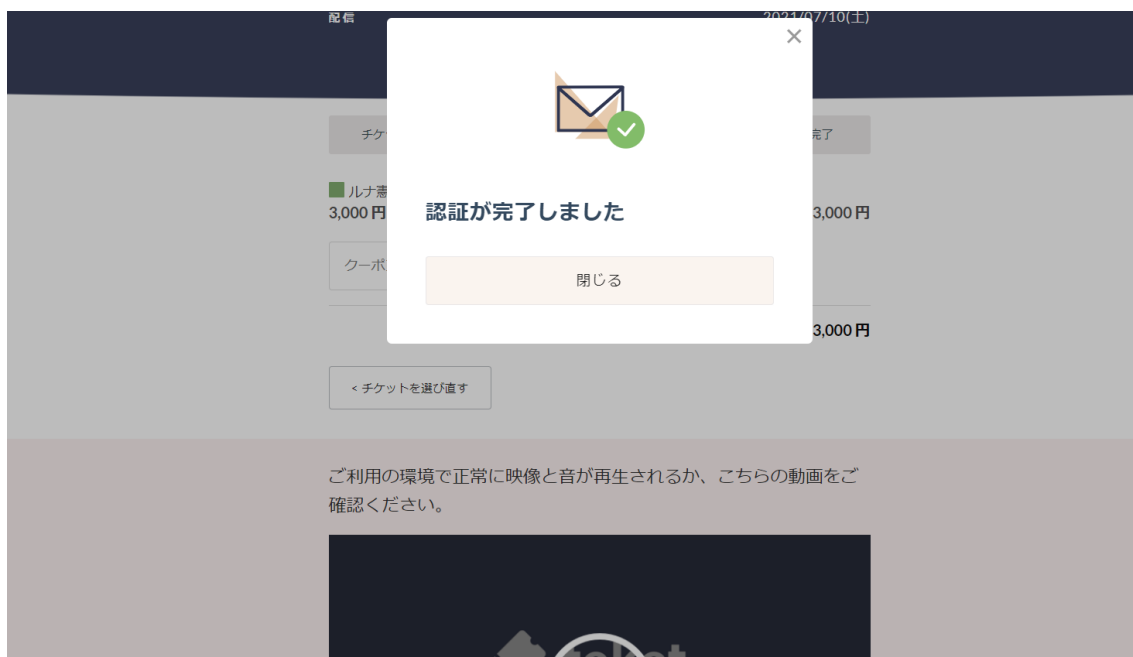 配信
2021/07/10(土)
チケ
完了
ルナ憲
3,000 円
3,000 円
認証が完了しました
クーポ
閉じる
3,000 円
< チケットを選び直す
ご利用の環境で正常に映像と音が再生されるか、こちらの動画をご
確認ください。
teket